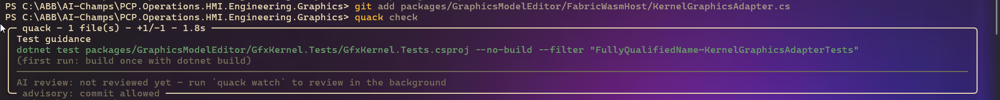 PS C:\ABB\AI-Champs\PCP.Operations.HMI.Engineering.Graphics> git add packages/GraphicsModelEditor/FabricWasmHost/KernelGraphicsAdapter.cs
PS C:\ABB\AI-Champs\PCP.Operations.HMI.Engineering.Graphics> quack check
quack - 1 file(s) - +1/-1 - 1.8s
Test guidance
dotnet test packages/GraphicsModelEditor/GfxKernel.Tests/GfxKernel.Tests.csproj --no-build --filter "FullyQualifiedName~KernelGraphicsAdapterTests"
(first run: build once with dotnet build)
AI review: not reviewed yet - run `quack watch` to review in the background
advisory: commit allowed